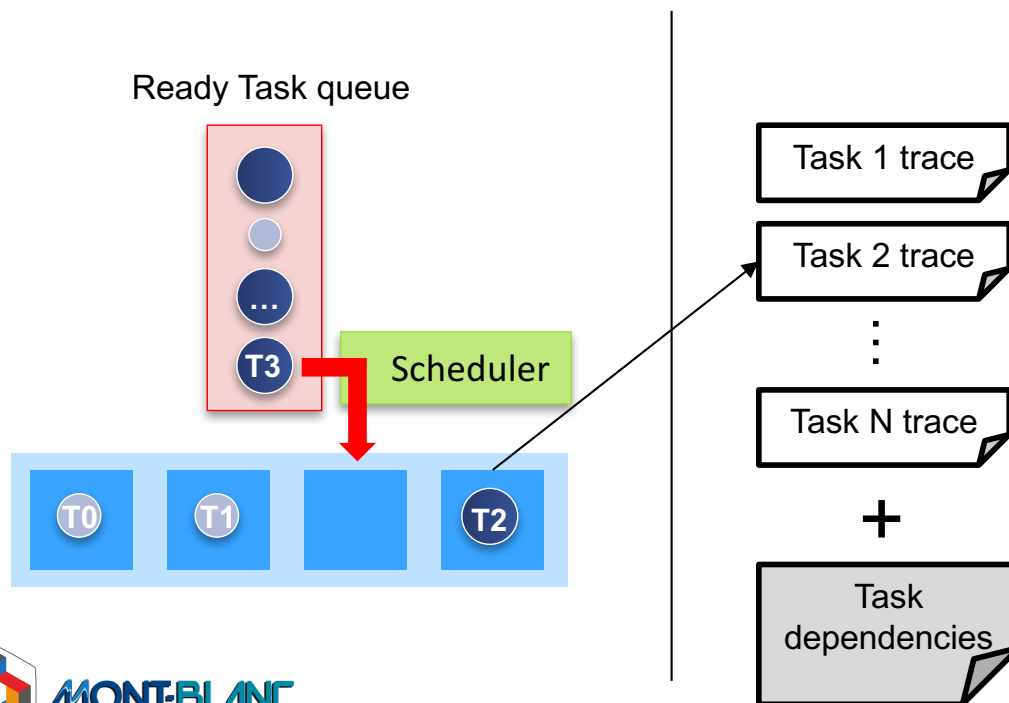 Ready Task queue
...
T3
Scheduler
T0
T1
T2
Task 1 trace
Task 2 trace
⋮
Task N trace
+
Task
dependencies
MONT-BLANC